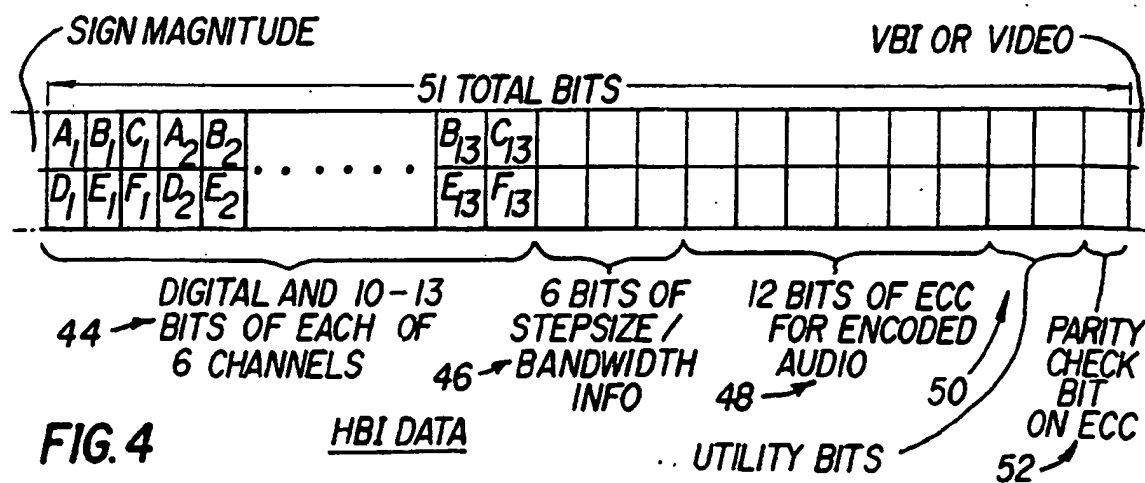 SIGN MAGNITUDE
VBI OR VIDEO
51 TOTAL BITS
A1 B1 C1 A2 B2 ...... B13 C13
D1 E1 F1 D2 E2 E13 F13
DIGITAL AND 10-13
BITS OF EACH OF
6 CHANNELS
44
6 BITS OF
STEPSIZE/
BANDWIDTH
INFO
46
12 BITS OF ECC
FOR ENCODED
AUDIO
48
50
UTILITY BITS
PARITY
CHECK
BIT
ON ECC
52
FIG. 4
HBI DATA